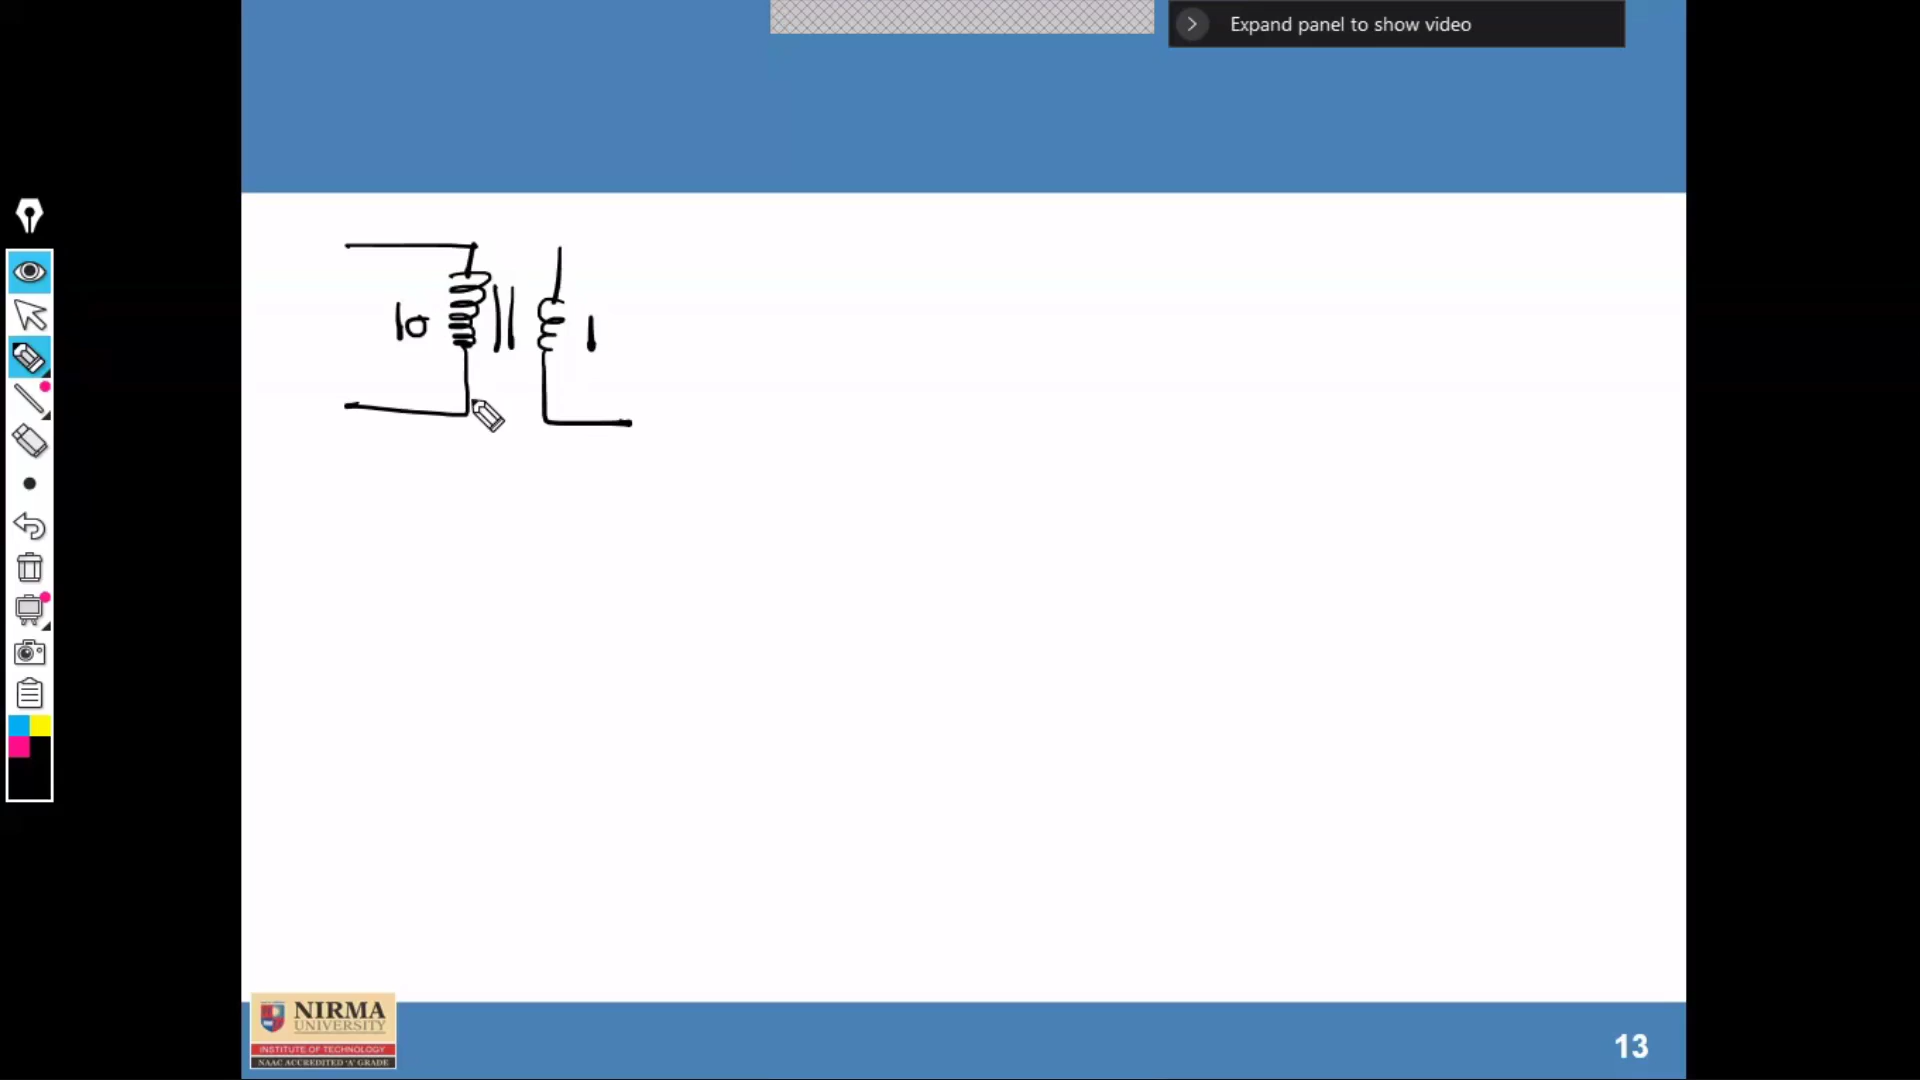 Expand panel to show video
10 1
NIRMA
UNIVERSITY
INSTITUTE OF TECHNOLOGY
NAAC ACCREDITED 'A' GRADE
13